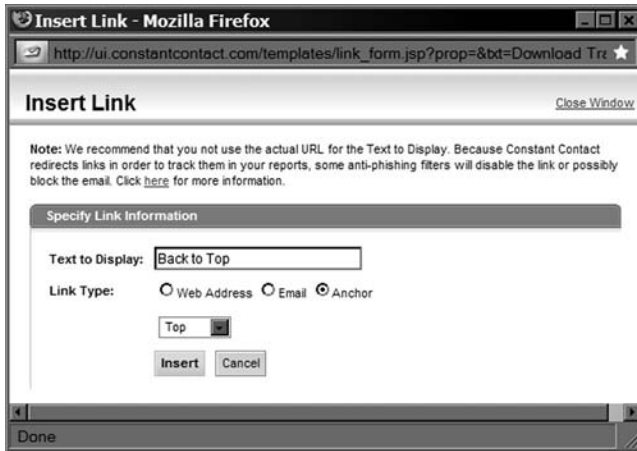 Insert Link - Mozilla Firefox
http://ui.constantcontact.com/templates/link_form.jsp?prop=&txt=Download Tra
Insert Link
Close Window
Note: We recommend that you not use the actual URL for the Text to Display. Because Constant Contact
redirects links in order to track them in your reports, some anti-phishing filters will disable the link or possibly
block the email. Click here for more information.
Specify Link Information
Text to Display: Back to Top
Link Type: Web Address Email Anchor
Top
Insert Cancel
Done